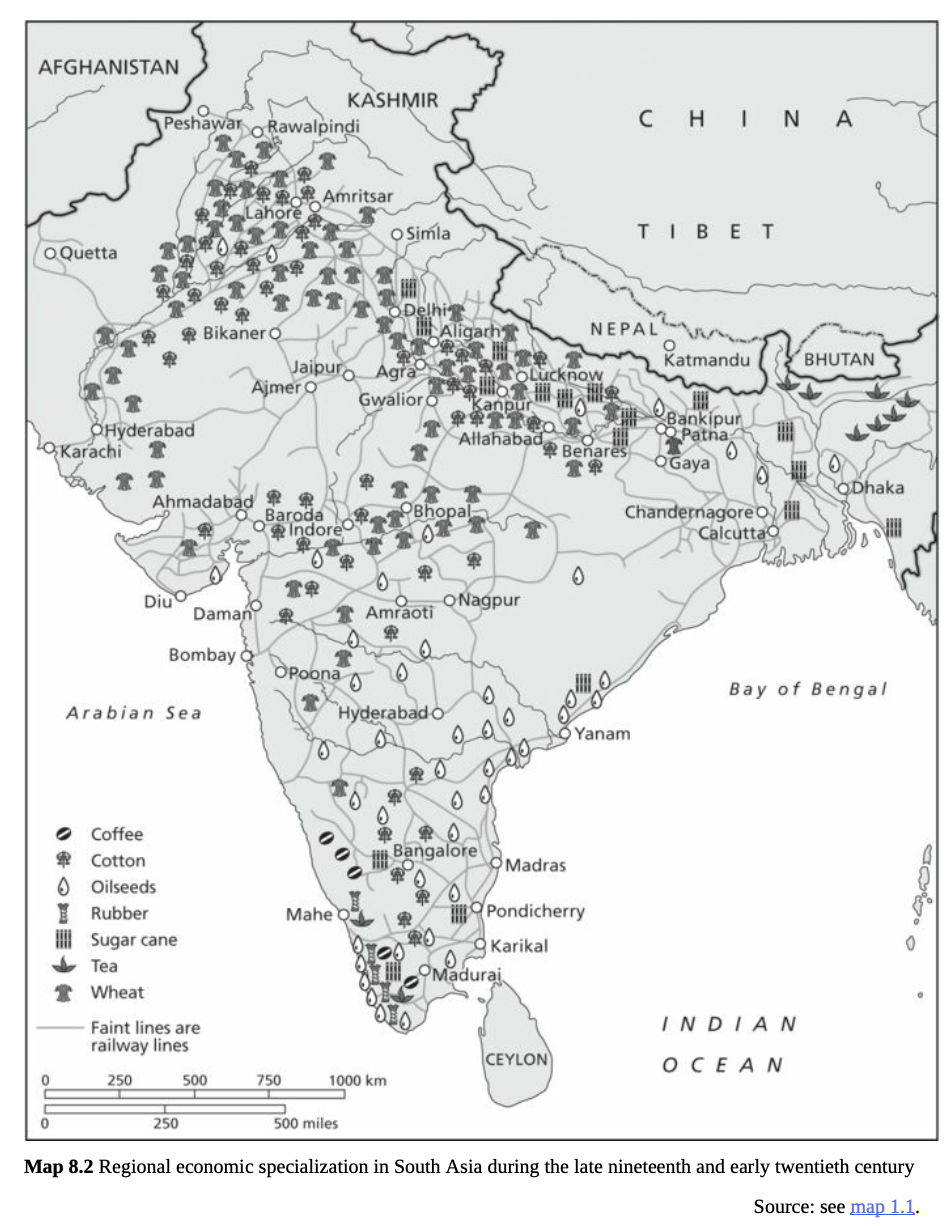 AFGHANISTAN
KASHMIR
C H I N A
Peshawar
Rawalpindi
Amritsar
Lahore
T I B E T
Simla
Quetta
Delhi
Bikaner
Aligarh
NEPAL
Katmandu
BHUTAN
Jaipur
Agra
Lucknow
Ajmer
Gwalior
Kanpur
Bankipur
Hyderabad
Allahabad
Patna
Karachi
Benares
Gaya
Dhaka
Ahmadabad
Baroda
Bhopal
Chandernagore
Indore
Calcutta
Diu
Daman
Amraoti
Nagpur
Bombay
Poona
Bay of Bengal
Arabian Sea
Hyderabad
Yanam
Coffee
Cotton
Bangalore
Madras
Oilseeds
Rubber
Mahe
Pondicherry
Sugar cane
Karikal
Tea
Madurai
Wheat
Faint lines are
railway lines
I N D I A N
O C E A N
CEYLON
0 250 500 750 1000 km
0 250 500 miles
Map 8.2 Regional economic specialization in South Asia during the late nineteenth and early twentieth century
Source: see map 1.1.